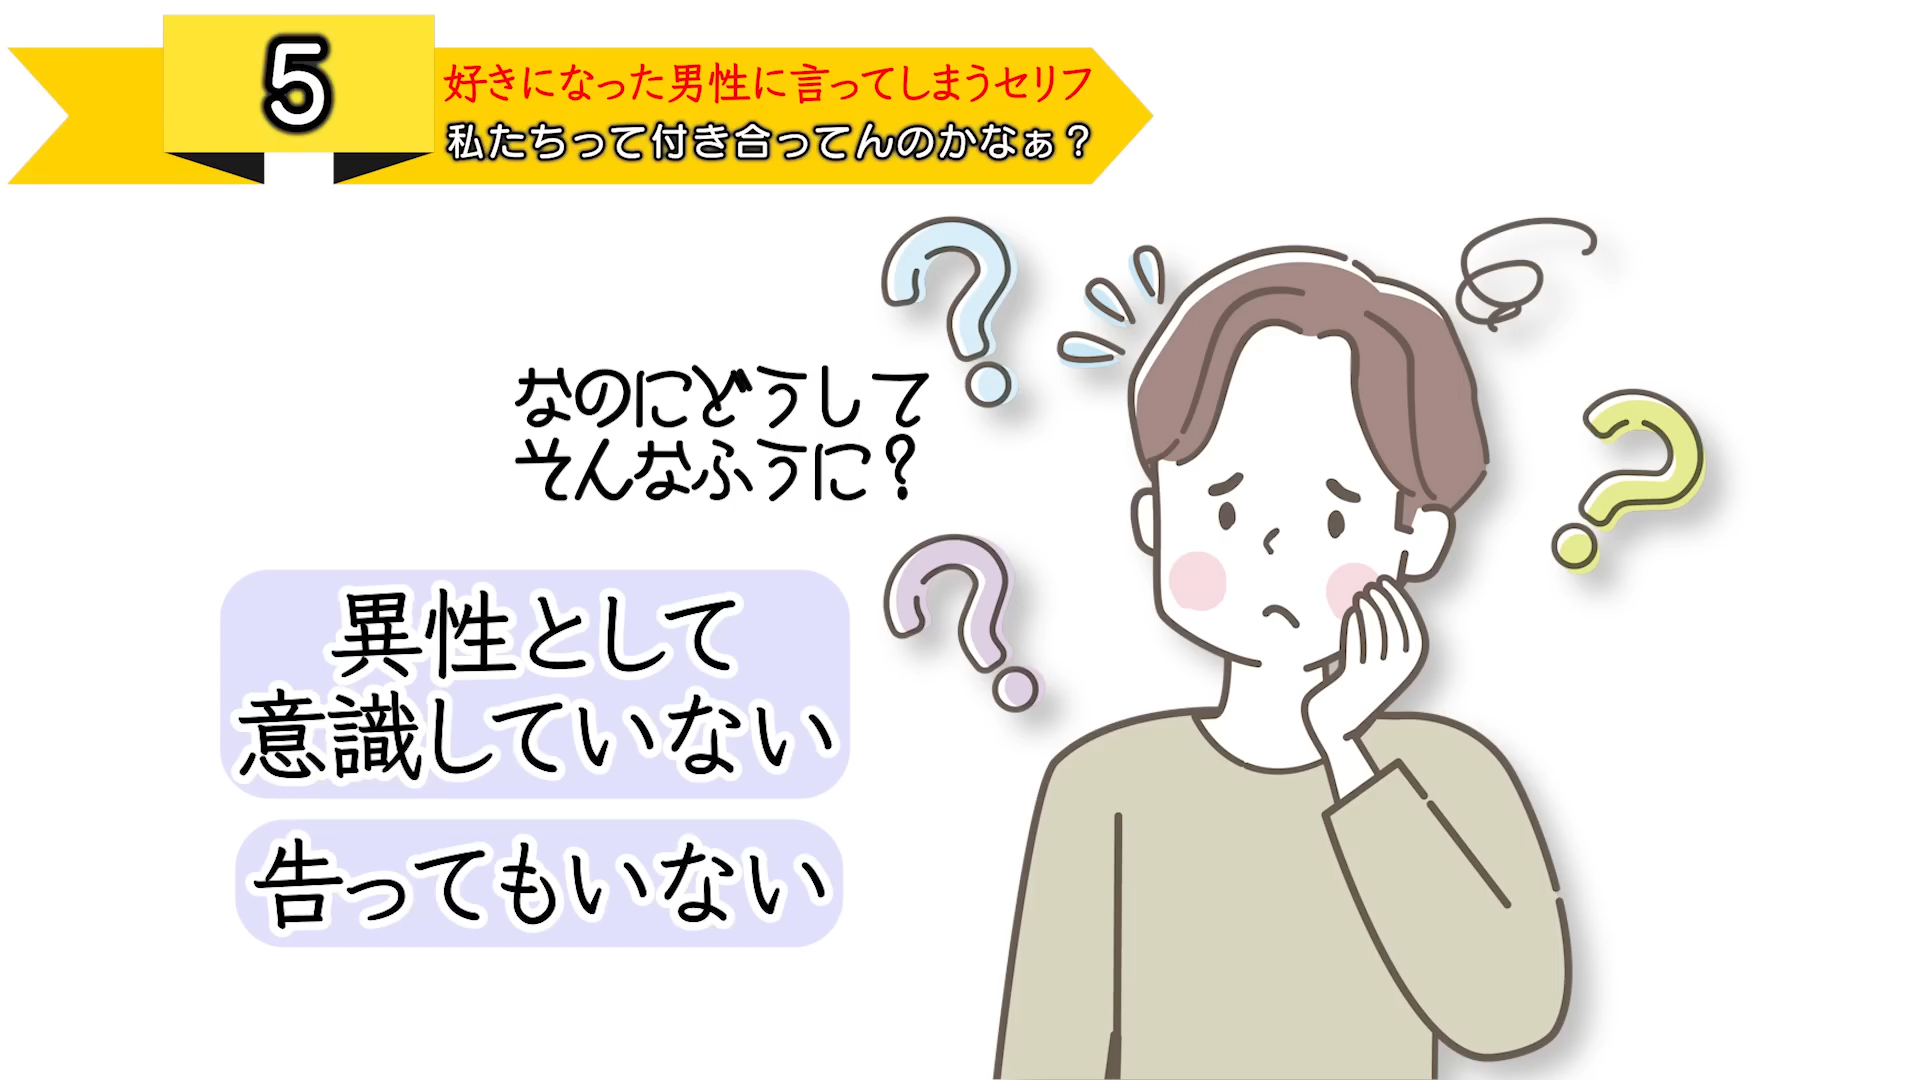 5
好きになった男性に言ってしまうセリフ
私たちって付き合ってんのかなぁ？
なのにどうして
そんなふうに？
異性として
意識していない
告ってもいない